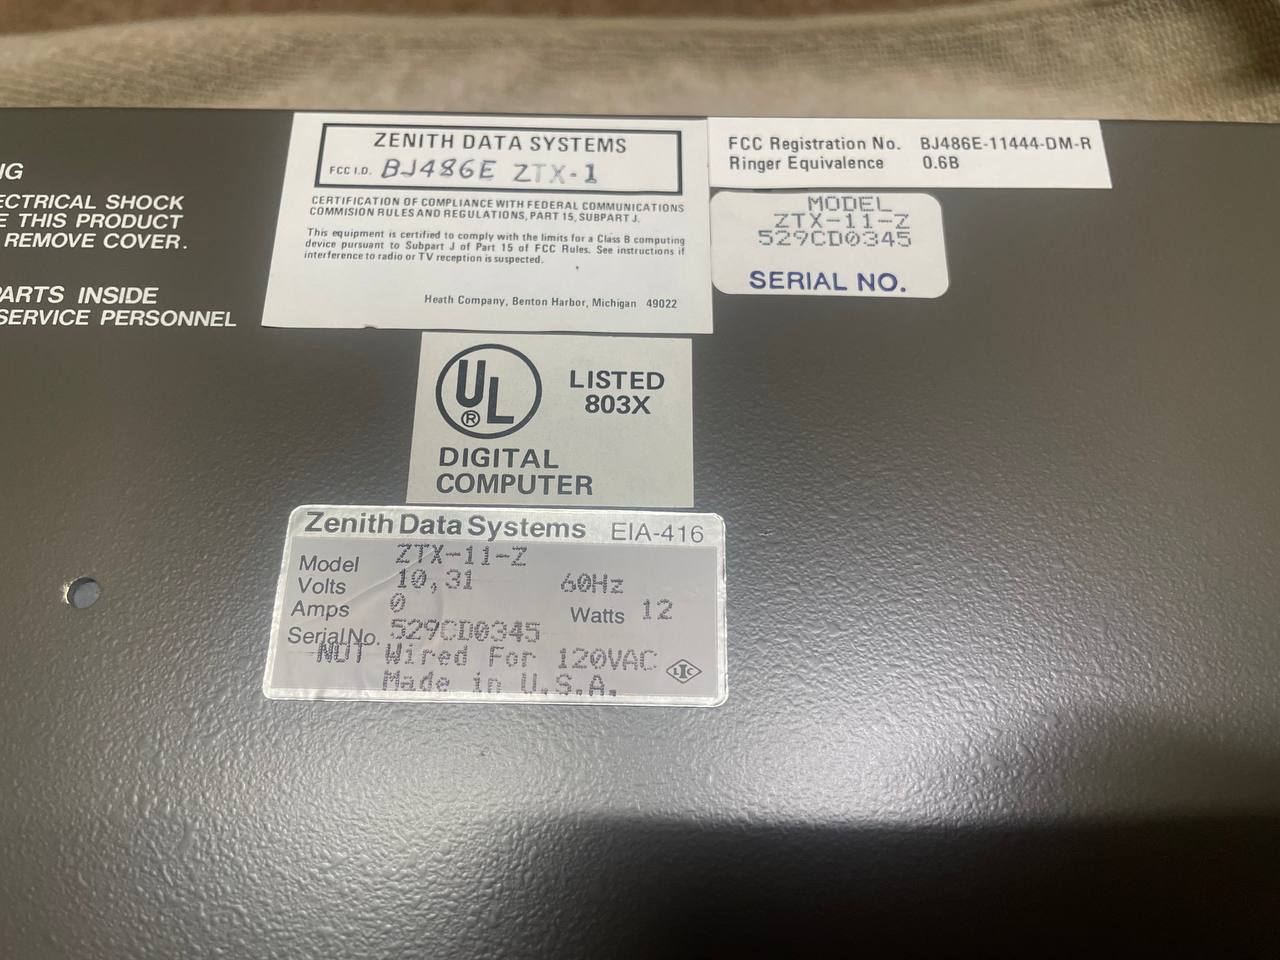 NG
ECTRICAL SHOCK
E THIS PRODUCT
REMOVE COVER.
PARTS INSIDE
SERVICE PERSONNEL
ZENITH DATA SYSTEMS
FCC I.D. BJ486E ZTX-1
CERTIFICATION OF COMPLIANCE WITH FEDERAL COMMUNICATIONS
COMMISION RULES AND REGULATIONS, PART 15, SUBPART J.
This equipment is certified to comply with the limits for a Class B computing
device pursuant to Subpart J of Part 15 of FCC Rules. See instructions if
interference to radio or TV reception is suspected.
Heath Company, Benton Harbor, Michigan 49022
FCC Registration No. BJ486E-11444-DM-R
Ringer Equivalence 0.6B
MODEL
ZTX-11-Z
529CD0345
SERIAL NO.
UL
®
LISTED
803X
DIGITAL
COMPUTER
Zenith Data Systems EIA-416
Model ZTX-11-Z
Volts 10,31 60Hz
Amps 0 Watts 12
Serial No. 529CD0345
NOT Wired For 120VAC
Made in U.S.A.